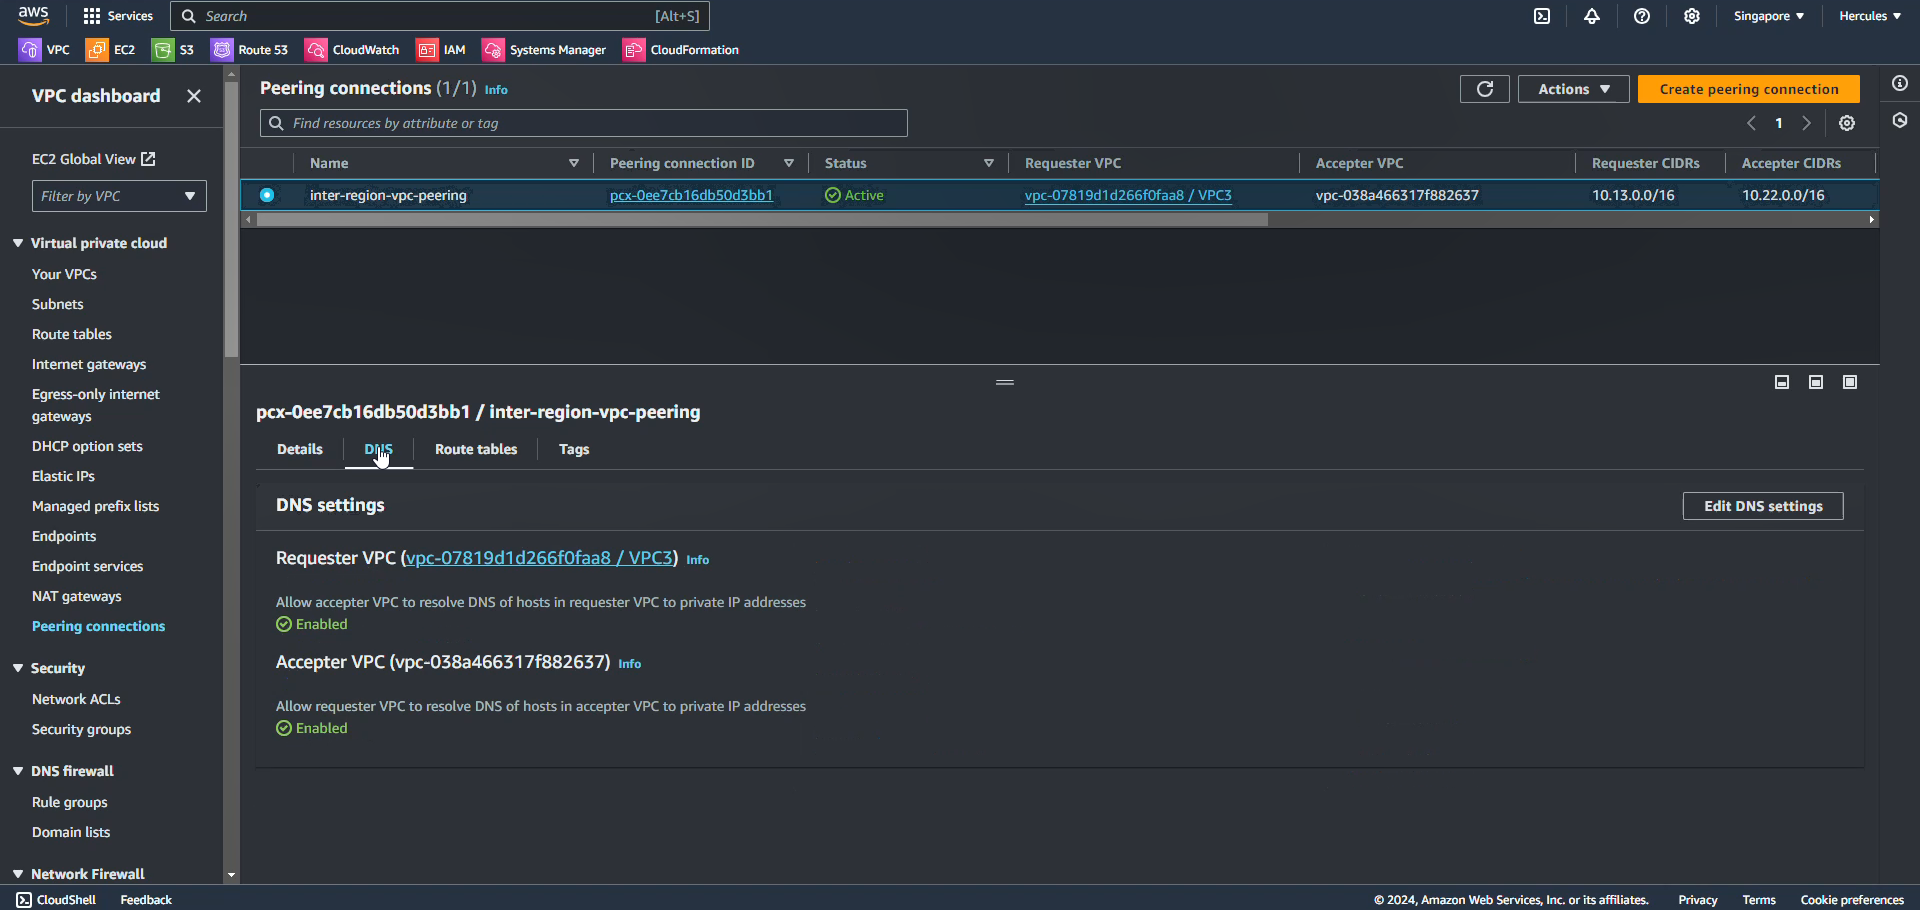 aws Services Search [Alt+S] Singapore Hercules
VPC EC2 S3 Route 53 CloudWatch IAM Systems Manager CloudFormation
VPC dashboard
EC2 Global View
Filter by VPC
Virtual private cloud
Your VPCs
Subnets
Route tables
Internet gateways
Egress-only internet
gateways
DHCP option sets
Elastic IPs
Managed prefix lists
Endpoints
Endpoint services
NAT gateways
Peering connections
Security
Network ACLs
Security groups
DNS firewall
Rule groups
Domain lists
Network Firewall
Peering connections (1/1) Info
Actions
Create peering connection
Find resources by attribute or tag
1
Name Peering connection ID Status Requester VPC Accepter VPC Requester CIDRs Accepter CIDRs
inter-region-vpc-peering pcx-0ee7cb16db50d3bb1 Active vpc-07819d1d266f0faa8 / VPC3 vpc-038a466317f882637 10.13.0.0/16 10.22.0.0/16
pcx-0ee7cb16db50d3bb1 / inter-region-vpc-peering
Details DNS Route tables Tags
DNS settings
Edit DNS settings
Requester VPC (vpc-07819d1d266f0faa8 / VPC3) Info
Allow accepter VPC to resolve DNS of hosts in requester VPC to private IP addresses
Enabled
Accepter VPC (vpc-038a466317f882637) Info
Allow requester VPC to resolve DNS of hosts in accepter VPC to private IP addresses
Enabled
CloudShell Feedback © 2024, Amazon Web Services, Inc. or its affiliates. Privacy Terms Cookie preferences